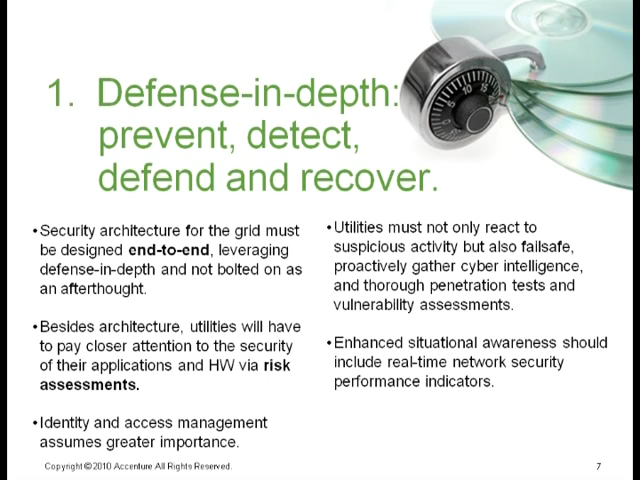 1. Defense-in-depth:
prevent, detect,
defend and recover.
•Security architecture for the grid must
be designed end-to-end, leveraging
defense-in-depth and not bolted on as
an afterthought.
•Besides architecture, utilities will have
to pay closer attention to the security
of their applications and HW via risk
assessments.
•Identity and access management
assumes greater importance.
•Utilities must not only react to
suspicious activity but also failsafe,
proactively gather cyber intelligence,
and thorough penetration tests and
vulnerability assessments.
•Enhanced situational awareness should
include real-time network security
performance indicators.
Copyright © 2010 Accenture All Rights Reserved.
7